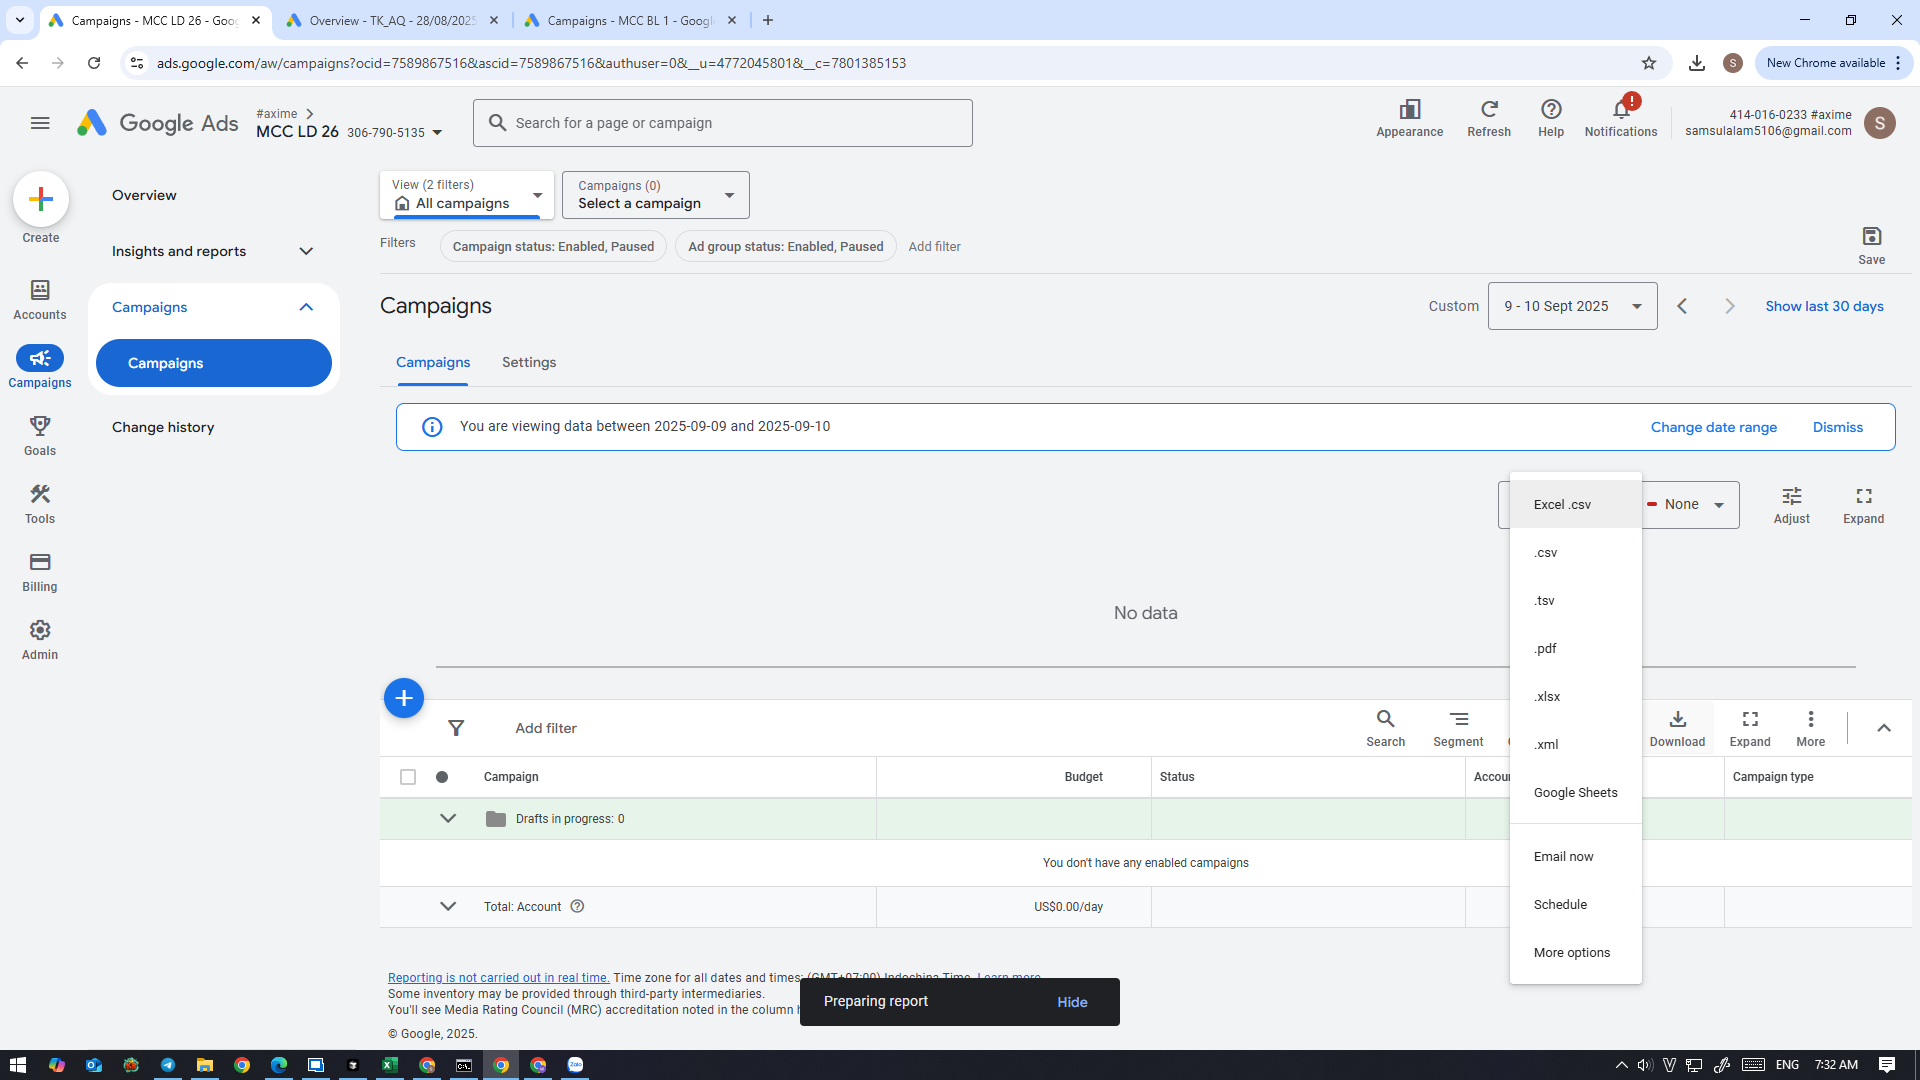 Campaigns - MCC LD 26 - Goo
Overview - TK_AQ - 28/08/2025
Campaigns - MCC BL 1 - Googl
ads.google.com/aw/campaigns?ocid=7589867516&ascid=7589867516&authuser=0&__u=4772045801&__c=7801385153
S
New Chrome available
Google Ads
#axime
MCC LD 26 306-790-5135
Search for a page or campaign
Appearance
Refresh
Help
!
Notifications
414-016-0233 #axime
samsulalam5106@gmail.com
S
Create
Accounts
Campaigns
Goals
Tools
Billing
Admin
Overview
Insights and reports
Campaigns
Campaigns
Change history
View (2 filters)
All campaigns
Campaigns (0)
Select a campaign
Filters
Campaign status: Enabled, Paused
Ad group status: Enabled, Paused
Add filter
Save
Campaigns
Custom
9 - 10 Sept 2025
Show last 30 days
Campaigns
Settings
You are viewing data between 2025-09-09 and 2025-09-10
Change date range
Dismiss
None
Adjust
Expand
Excel .csv
.csv
.tsv
.pdf
.xlsx
.xml
Google Sheets
Email now
Schedule
More options
No data
Add filter
Search
Segment
Download
Expand
More
Campaign
Budget
Status
Accou
Campaign type
Drafts in progress: 0
You don't have any enabled campaigns
Total: Account
US$0.00/day
Reporting is not carried out in real time. Time zone for all dates and times: (GMT+07:00) Indochina Time. Learn more
Some inventory may be provided through third-party intermediaries.
You'll see Media Rating Council (MRC) accreditation noted in the column h
© Google, 2025.
Preparing report
Hide
Zalo
ENG
7:32 AM